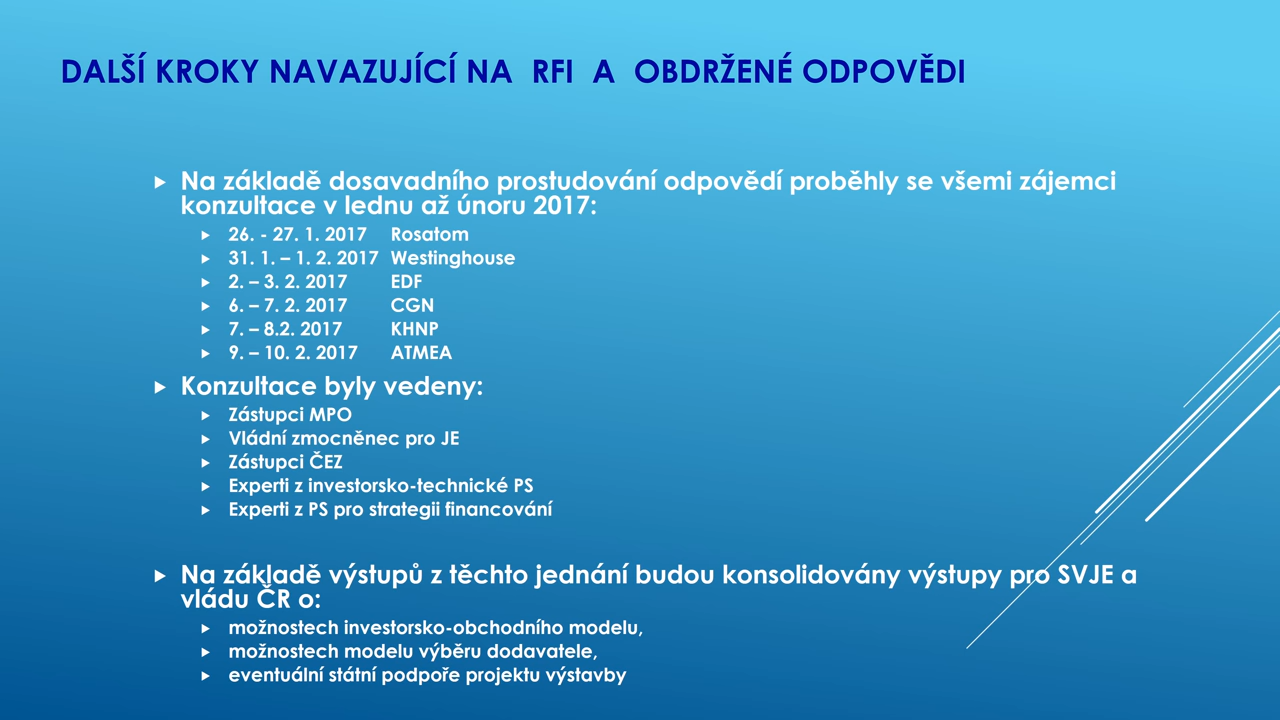 DALŠÍ KROKY NAVAZUJÍCÍ NA RFI A OBDRŽENÉ ODPOVĚDI
Na základě dosavadního prostudování odpovědí proběhly se všemi zájemci
konzultace v lednu až únoru 2017:
26. - 27. 1. 2017 Rosatom
31. 1. – 1. 2. 2017 Westinghouse
2. – 3. 2. 2017 EDF
6. – 7. 2. 2017 CGN
7. – 8.2. 2017 KHNP
9. – 10. 2. 2017 ATMEA
Konzultace byly vedeny:
Zástupci MPO
Vládní zmocněnec pro JE
Zástupci ČEZ
Experti z investorsko-technické PS
Experti z PS pro strategii financování
Na základě výstupů z těchto jednání budou konsolidovány výstupy pro SVJE a
vládu ČR o:
možnostech investorsko-obchodního modelu,
možnostech modelu výběru dodavatele,
eventuální státní podpoře projektu výstavby